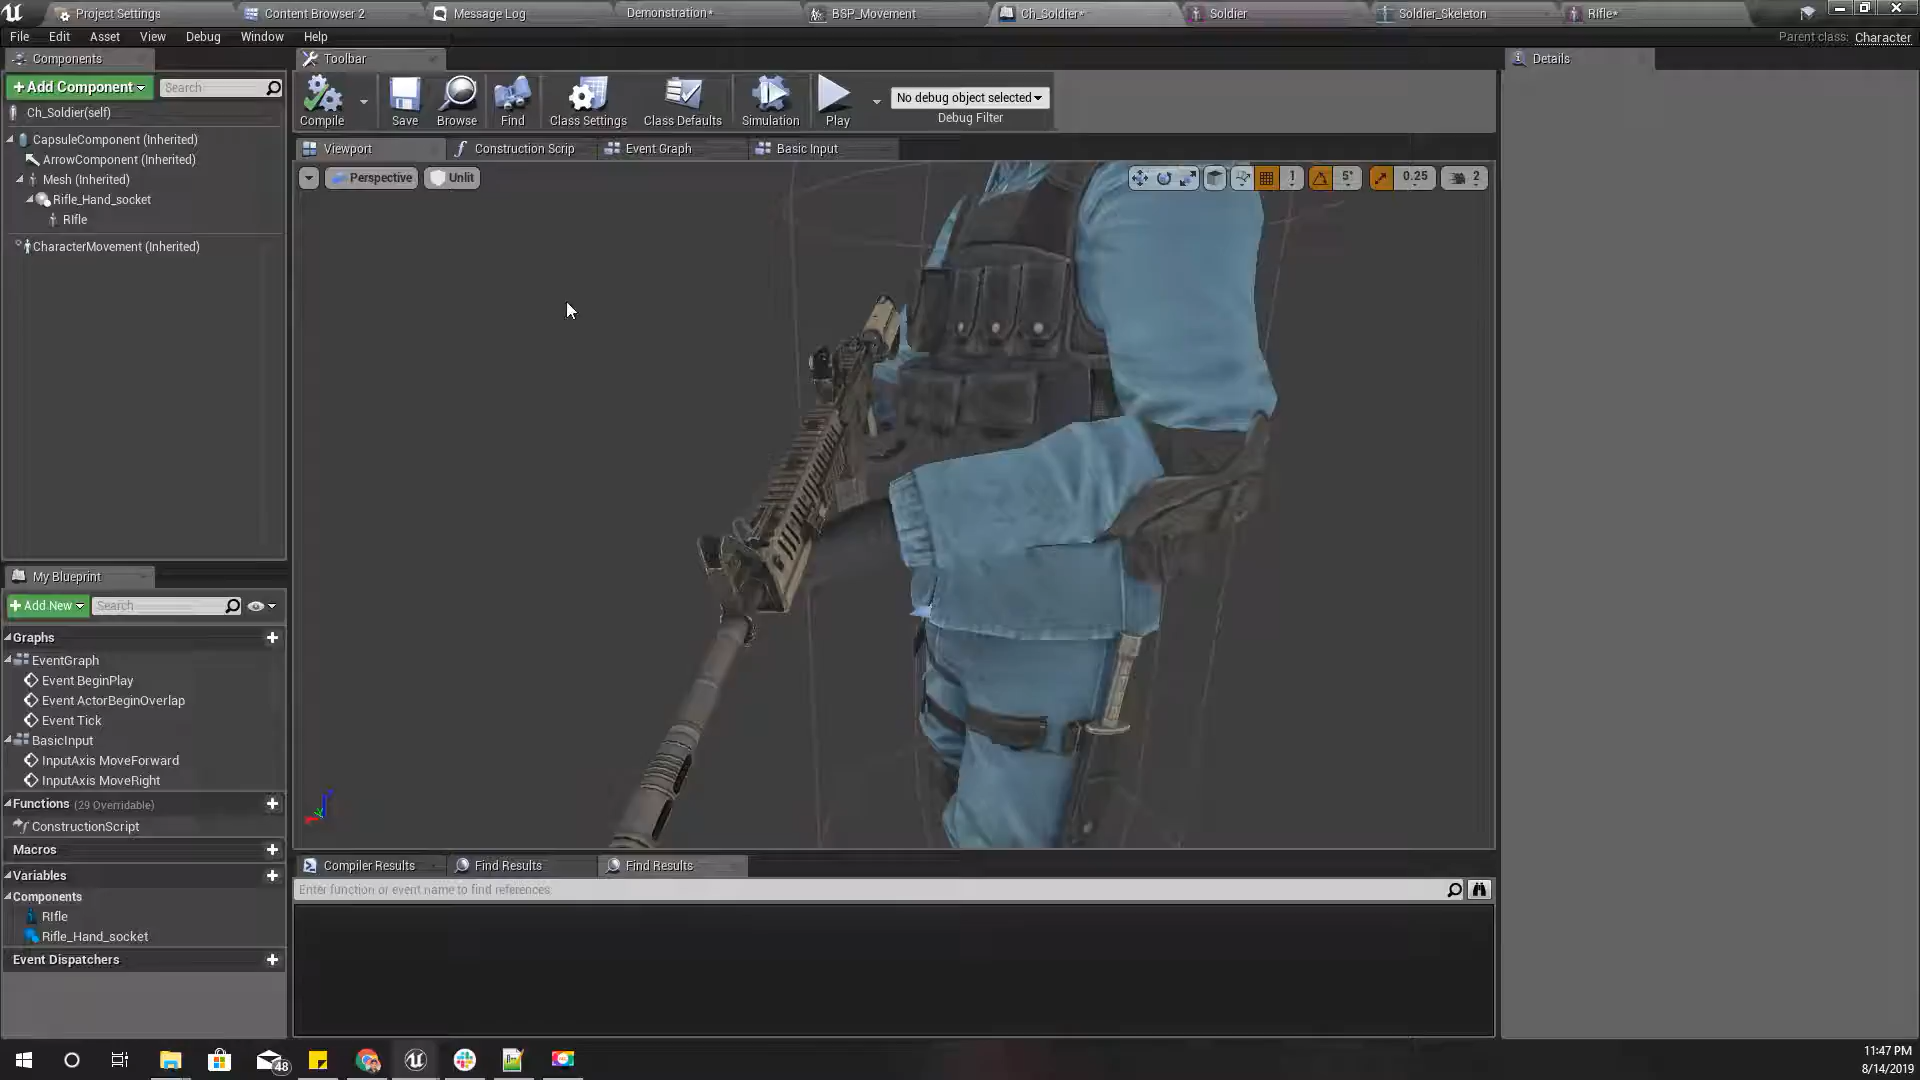 Project Settings
Content Browser 2
Message Log
Demonstration*
BSP_Movement
Ch_Soldier*
Soldier
Soldier_Skeleton
RIfle*
File Edit Asset View Debug Window Help
Parent class: Character
Components
Toolbar
Details
+ Add Component
Search
Ch_Soldier(self)
CapsuleComponent (Inherited)
ArrowComponent (Inherited)
Mesh (Inherited)
Rifle_Hand_socket
RIfle
CharacterMovement (Inherited)
Compile
Save
Browse
Find
Class Settings
Class Defaults
Simulation
Play
No debug object selected
Debug Filter
Viewport
Construction Scrip
Event Graph
Basic Input
Perspective
Unlit
1
5°
0.25
2
My Blueprint
+ Add New
Search
Graphs
EventGraph
Event BeginPlay
Event ActorBeginOverlap
Event Tick
BasicInput
InputAxis MoveForward
InputAxis MoveRight
Functions (29 Overridable)
ConstructionScript
Macros
Variables
Components
RIfle
Rifle_Hand_socket
Event Dispatchers
Compiler Results
Find Results
Find Results
Enter function or event name to find references
48
11:47 PM
8/14/2019